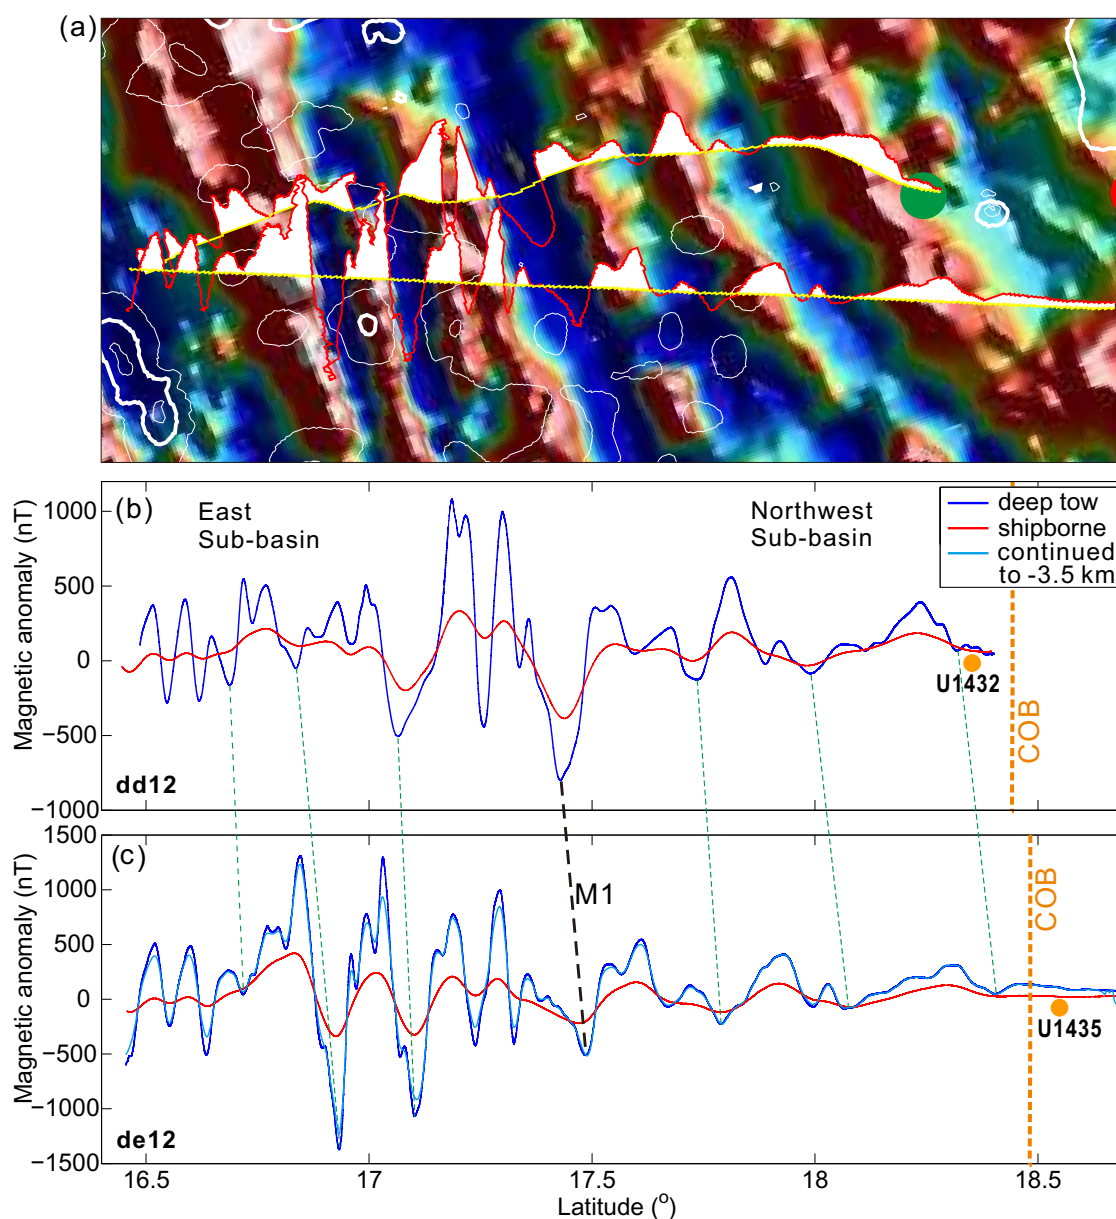 (a)
(b)
East
Sub-basin
Northwest
Sub-basin
deep tow
shipborne
continued
to -3.5 km
Magnetic anomaly (nT)
1000
500
0
−500
−1000
U1432
COB
dd12
(c)
Magnetic anomaly (nT)
1500
1000
500
0
−500
−1000
−1500
M1
COB
U1435
de12
16.5 17 17.5 18 18.5
Latitude (o)